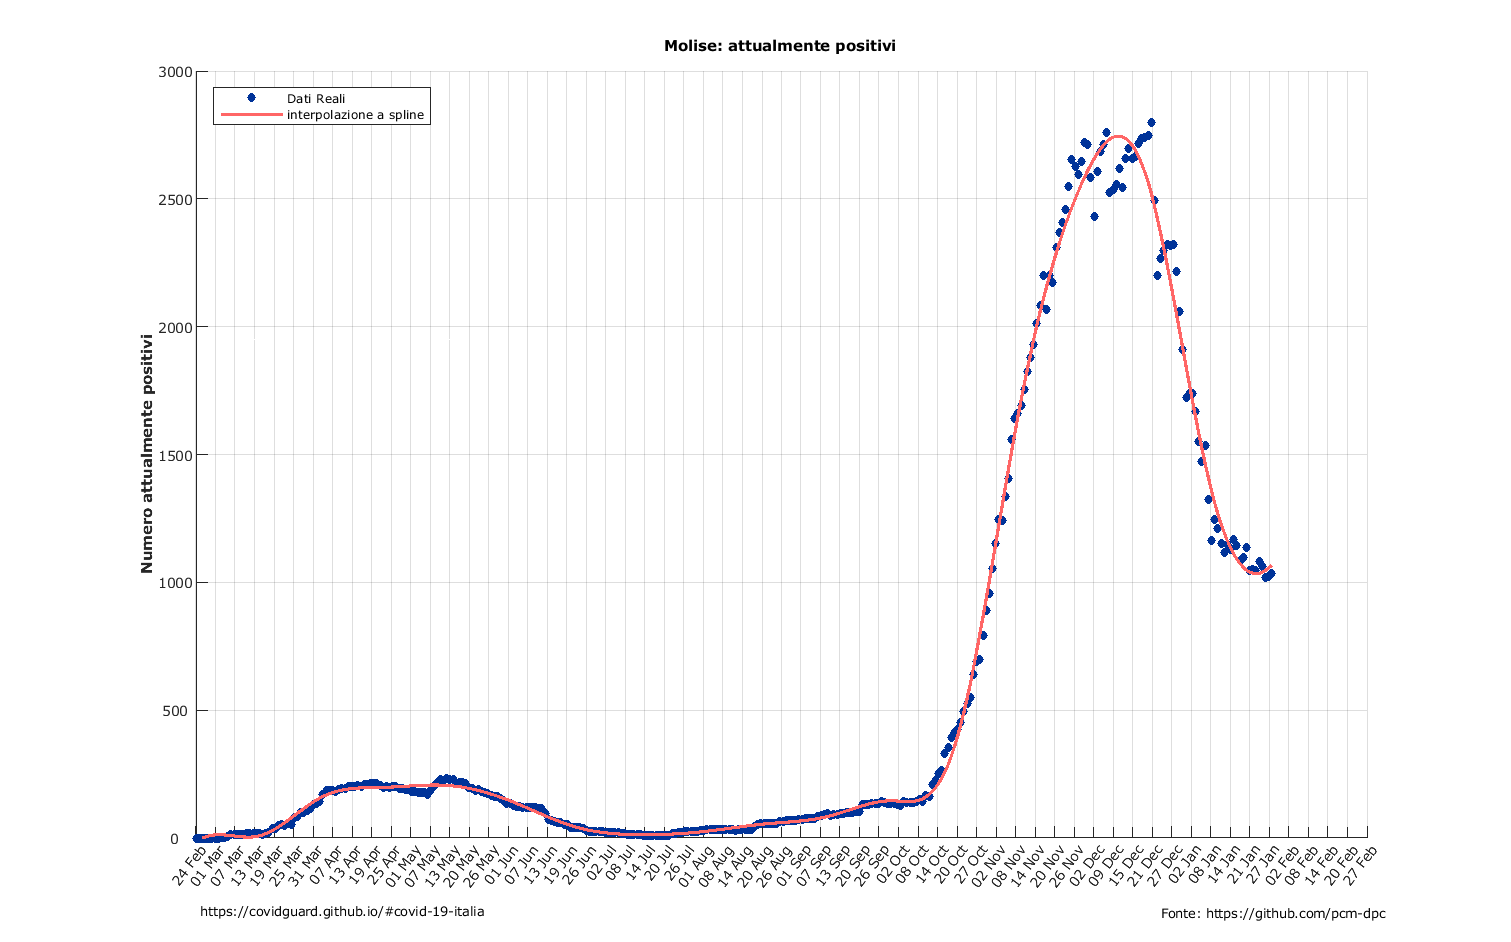 Molise: attualmente positivi
Dati Reali
interpolazione a spline
Numero attualmente positivi
3000
2500
2000
1500
1000
500
0
24 Feb
01 Mar
07 Mar
13 Mar
19 Mar
25 Mar
31 Mar
07 Apr
13 Apr
19 Apr
25 Apr
01 May
07 May
13 May
20 May
26 May
01 Jun
07 Jun
13 Jun
19 Jun
26 Jun
02 Jul
08 Jul
14 Jul
20 Jul
26 Jul
01 Aug
08 Aug
14 Aug
20 Aug
26 Aug
01 Sep
07 Sep
13 Sep
20 Sep
26 Sep
02 Oct
08 Oct
14 Oct
20 Oct
27 Oct
02 Nov
08 Nov
14 Nov
20 Nov
26 Dec
02 Dec
09 Dec
15 Dec
21 Dec
27 Jan
02 Jan
08 Jan
14 Jan
21 Jan
27 Jan
02 Feb
08 Feb
14 Feb
20 Feb
27 Feb
https://covidguard.github.io/#covid-19-italia
Fonte: https://github.com/pcm-dpc